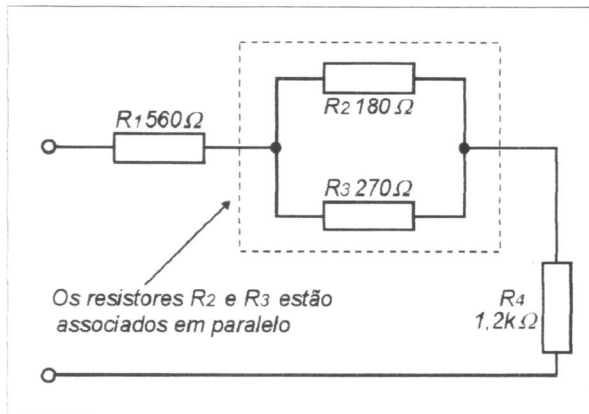 R1 560Ω
R2 180Ω
R3 270Ω
Os resistores R2 e R3 estão
associados em paralelo
R4
1,2kΩ